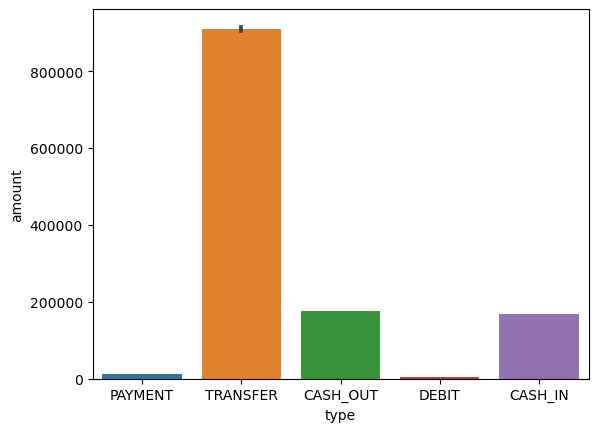 800000
600000
400000
200000
0
amount
PAYMENT TRANSFER CASH_OUT DEBIT CASH_IN
type